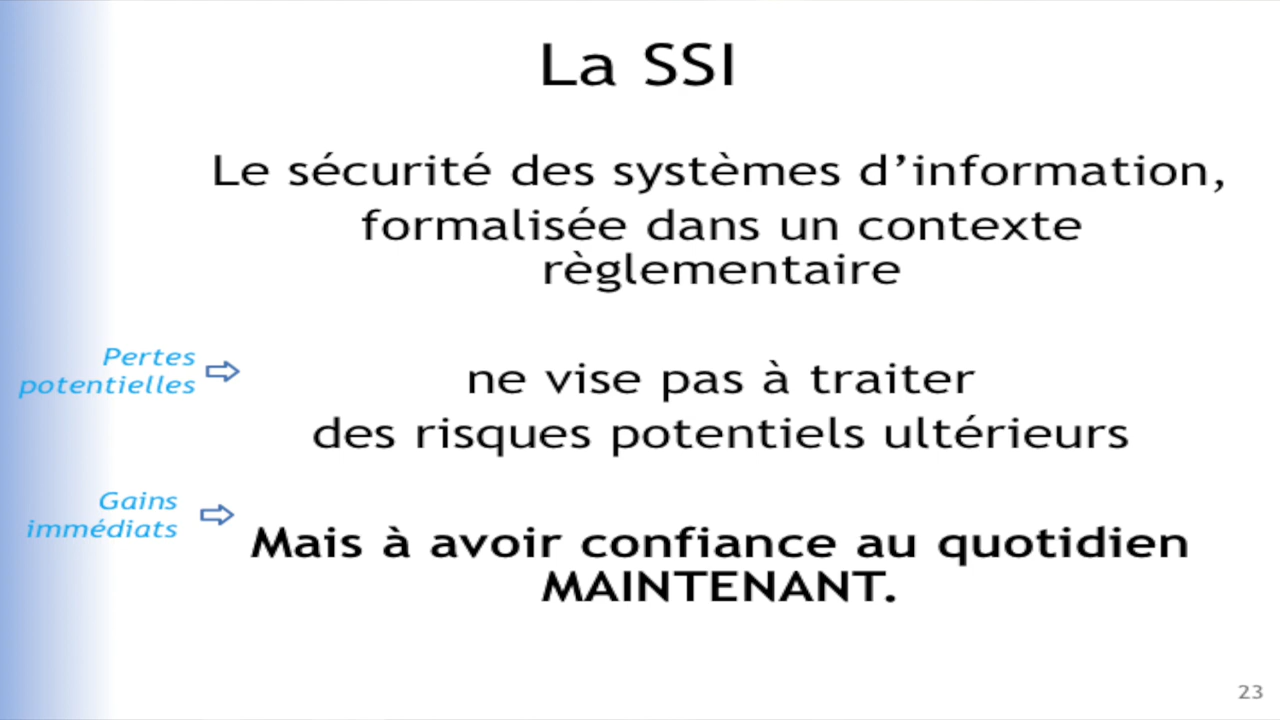 La SSI
Le sécurité des systèmes d’information,
formalisée dans un contexte
règlementaire
Pertes
potentielles
ne vise pas à traiter
des risques potentiels ultérieurs
Gains
immédiats
Mais à avoir confiance au quotidien
MAINTENANT.
23